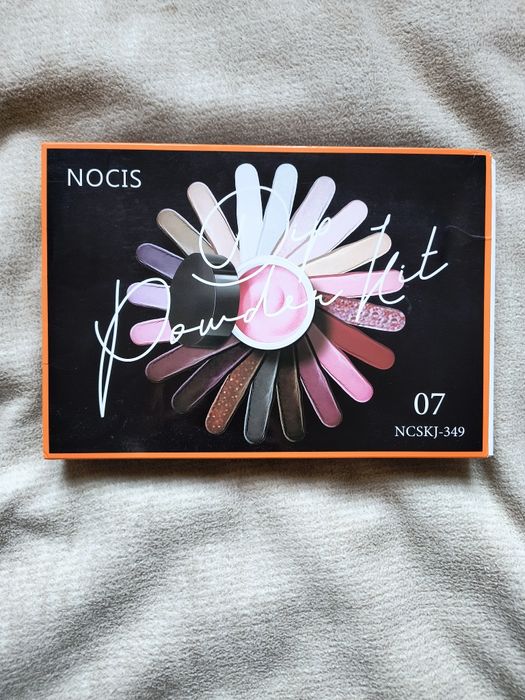 NOCIS
Dip
Powder Kit
07
NCSKJ-349